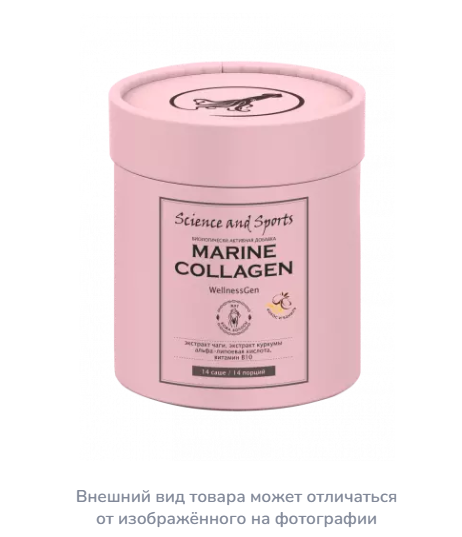 Science and Sports
БИОЛОГИЧЕСКИ АКТИВНАЯ ДОБАВКА
MARINE
COLLAGEN
WellnessGen
экстракт чаги, экстракт куркумы
альфа-липоевая кислота,
витамин B10
14 саше / 14 порций
Внешний вид товара может отличаться
от изображённого на фотографии